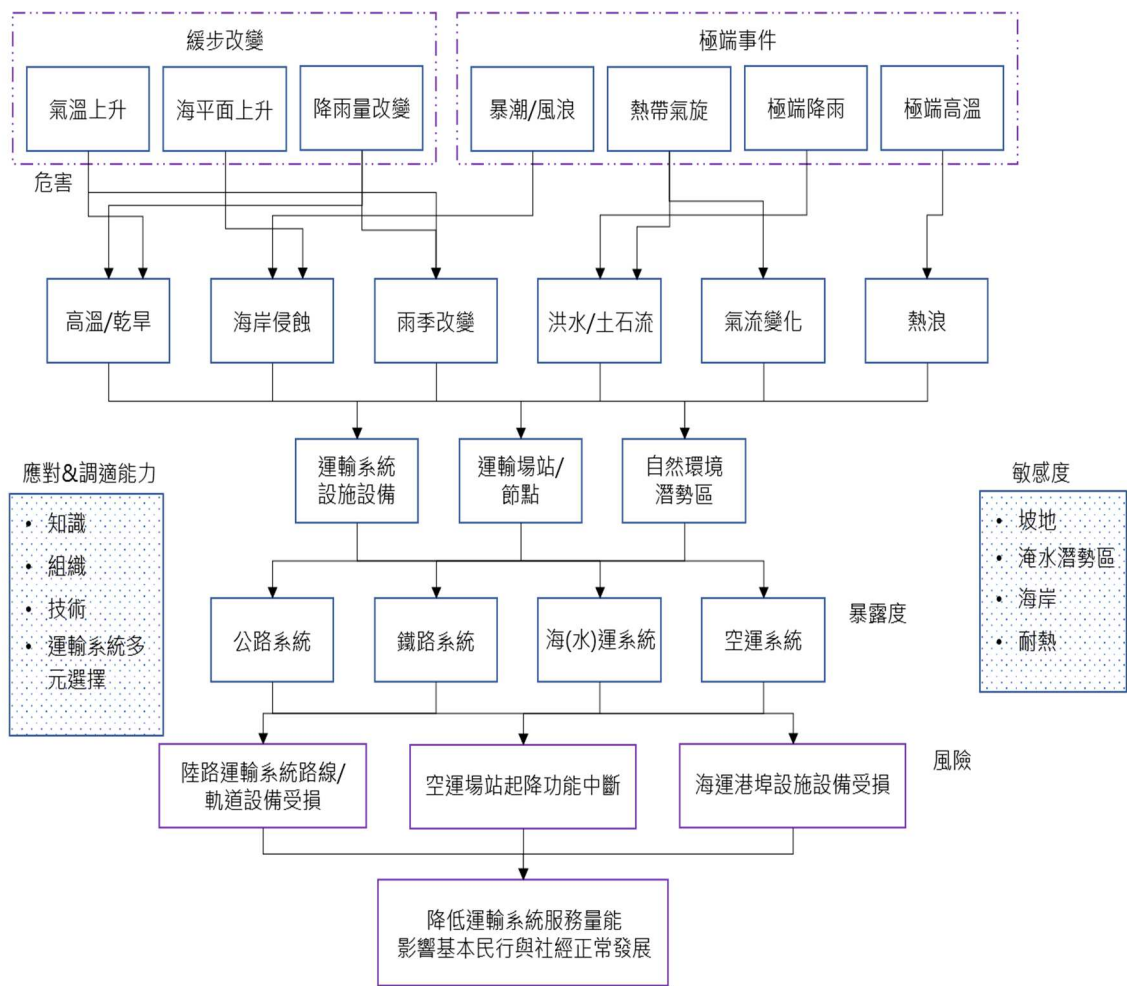 緩步改變
極端事件
氣溫上升
海平面上升
降雨量改變
暴潮/風浪
熱帶氣旋
極端降雨
極端高溫
危害
高溫/乾旱
海岸侵蝕
雨季改變
洪水/土石流
氣流變化
熱浪
運輸系統
設施設備
運輸場站/
節點
自然環境
潛勢區
應對&調適能力
• 知識
• 組織
• 技術
• 運輸系統多
元選擇
敏感度
• 坡地
• 淹水潛勢區
• 海岸
• 耐熱
公路系統
鐵路系統
海(水)運系統
空運系統
暴露度
陸路運輸系統路線/
軌道設備受損
空運場站起降功能中斷
海運港埠設施設備受損
風險
降低運輸系統服務量能
影響基本民行與社經正常發展